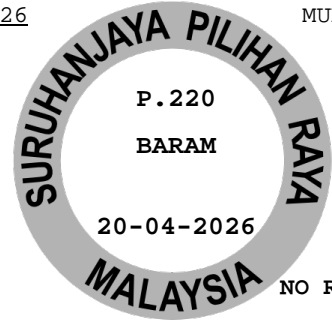 26
MU
SURUHANJAYA PILIHAN RAYA
P.220
BARAM
20-04-2026
MALAYSIA
NO R